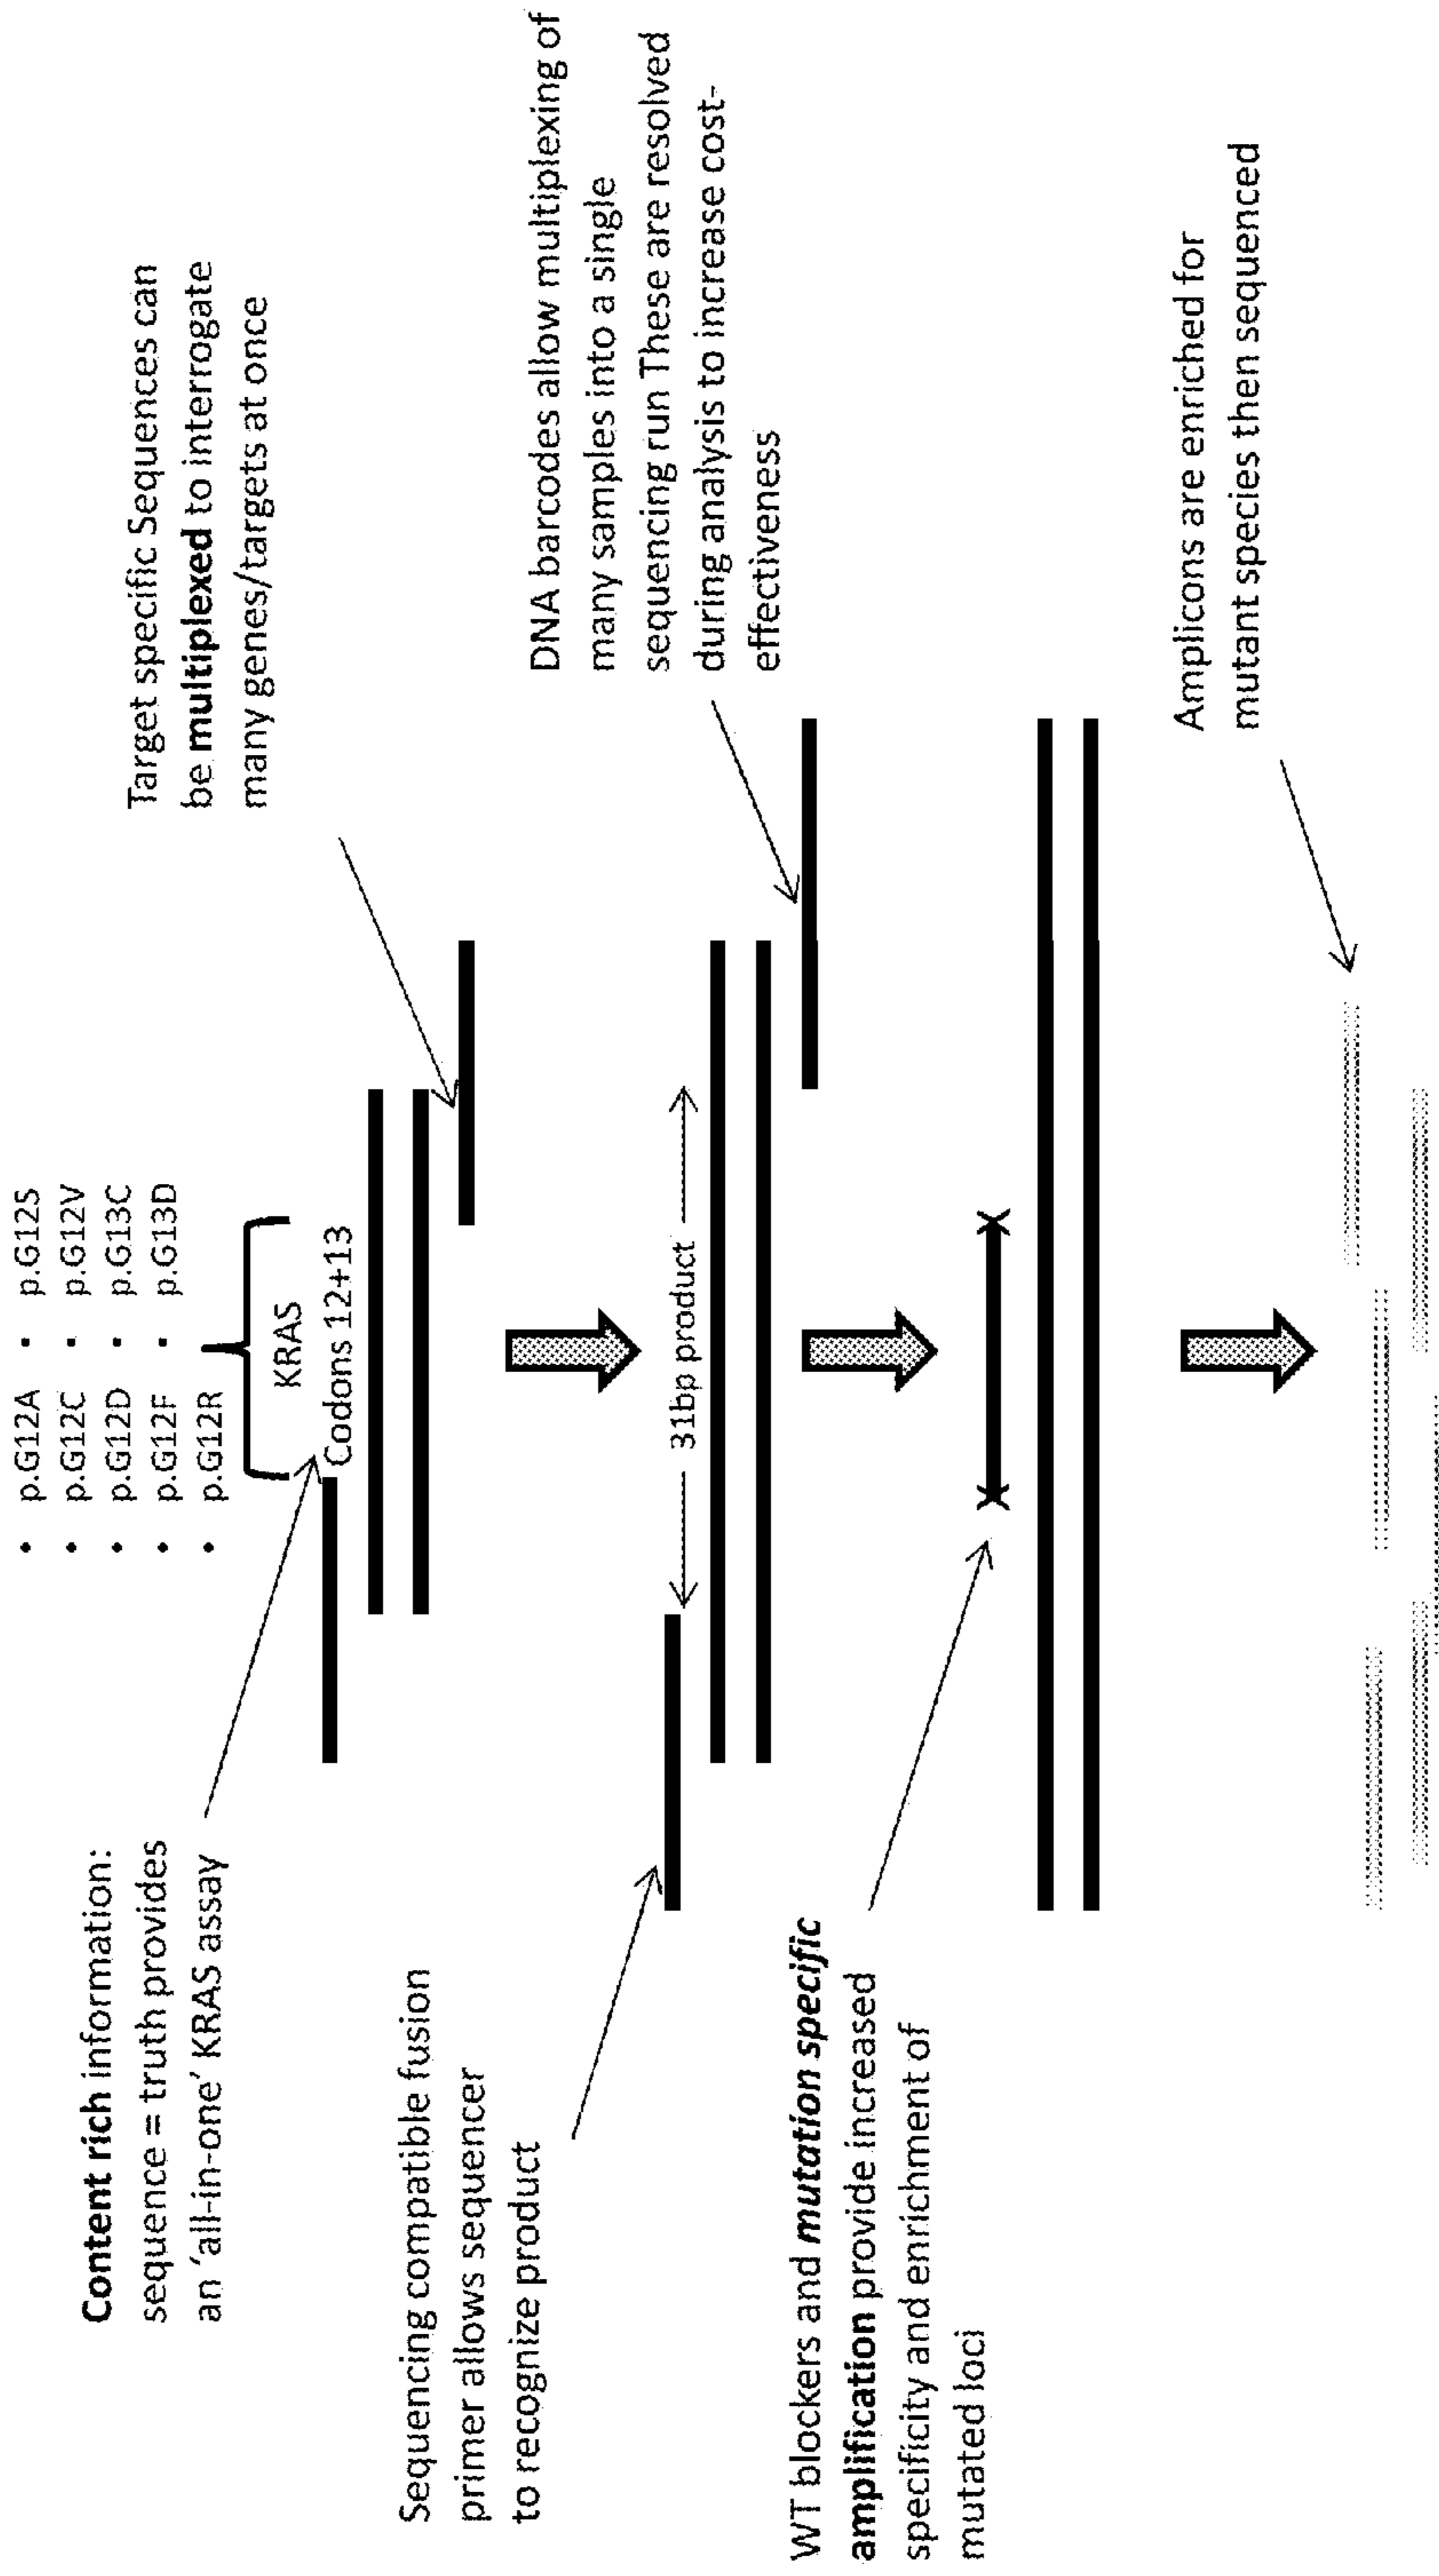 • p.G12A • p.G12S
• p.G12C • p.G12V
• p.G12D • p.G13C
• p.G12F • p.G13D
• p.G12R
KRAS
Codons 12+13
Content rich information:
sequence = truth provides
an ‘all-in-one’ KRAS assay
Target specific Sequences can
be multiplexed to interrogate
many genes/targets at once
Sequencing compatible fusion
primer allows sequencer
to recognize product
31bp product
DNA barcodes allow multiplexing of
many samples into a single
sequencing run These are resolved
during analysis to increase cost-
effectiveness
WT blockers and mutation specific
amplification provide increased
specificity and enrichment of
mutated loci
Amplicons are enriched for
mutant species then sequenced